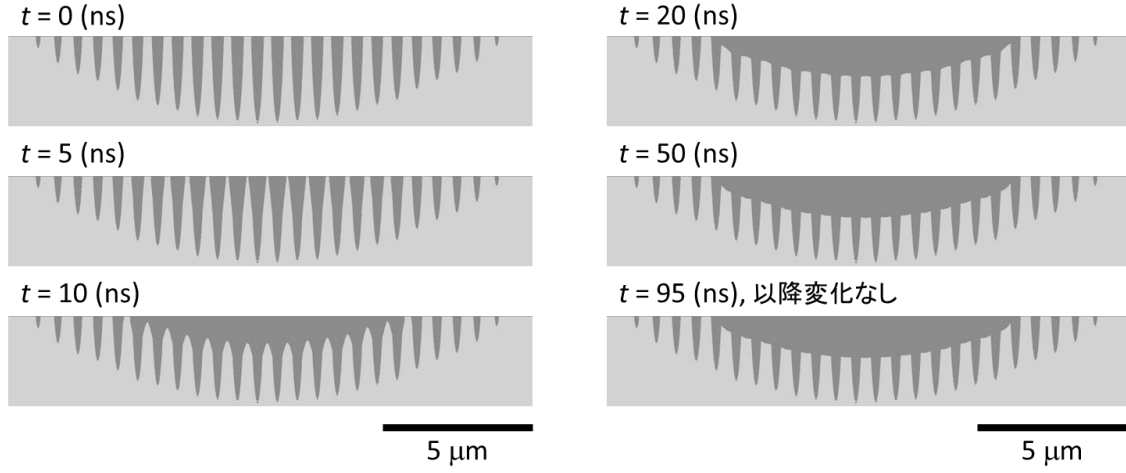 t = 0 (ns)
t = 5 (ns)
t = 10 (ns)
5 μm
t = 20 (ns)
t = 50 (ns)
t = 95 (ns), 以降変化なし
5 μm